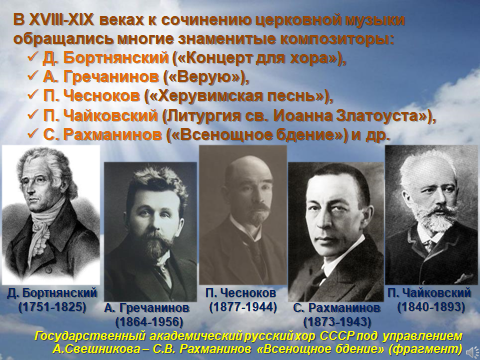 В XVIII-XIX веках к сочинению церковной музыки
обращались многие знаменитые композиторы:
✓ Д. Бортнянский («Концерт для хора»),
✓ А. Гречанинов («Верую»),
✓ П. Чесноков («Херувимская песнь»),
✓ П. Чайковский (Литургия св. Иоанна Златоуста»),
✓ С. Рахманинов («Всенощное бдение») и др.
Д. Бортнянский
(1751-1825)
А. Гречанинов
(1864-1956)
П. Чесноков
(1877-1944)
С. Рахманинов
(1873-1943)
П. Чайковский
(1840-1893)
Государственный академический русский хор СССР под управлением
А.Свешникова – С.В. Рахманинов «Всенощное бдение» (фрагмент)